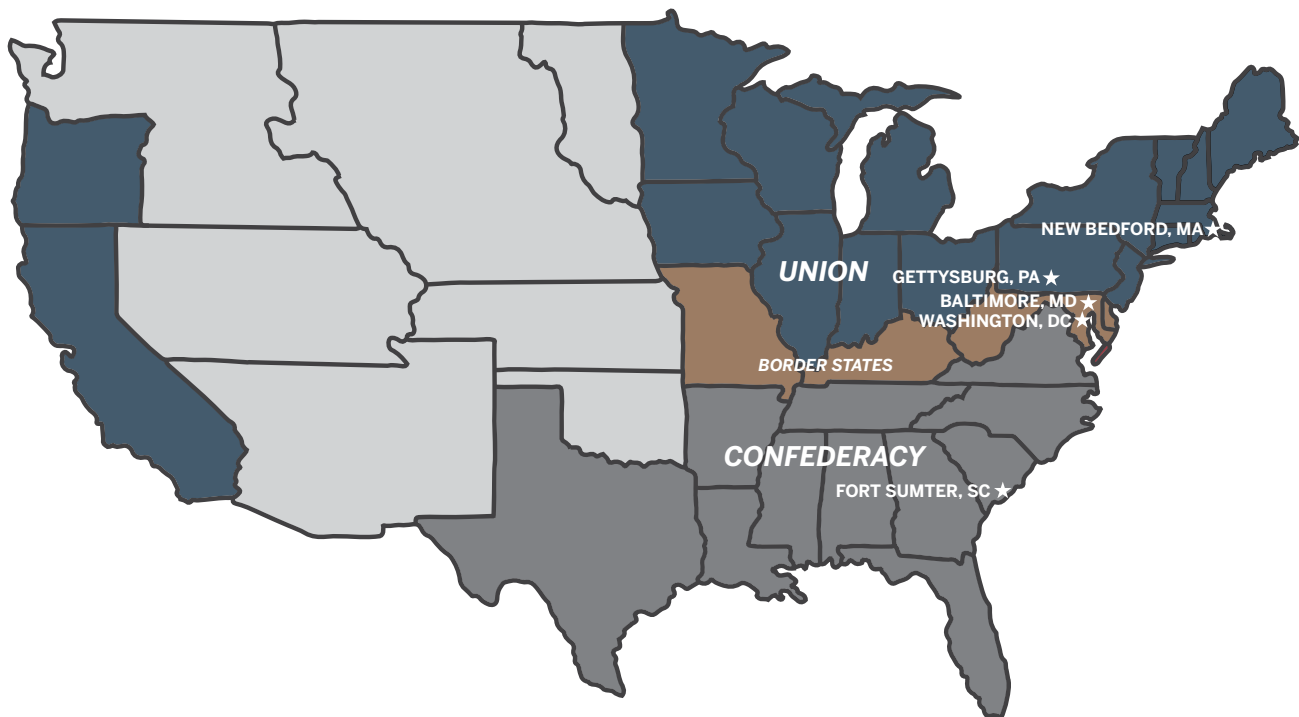 NEW BEDFORD, MA
UNION
GETTYSBURG, PA
BALTIMORE, MD
WASHINGTON, DC
BORDER STATES
CONFEDERACY
FORT SUMTER, SC